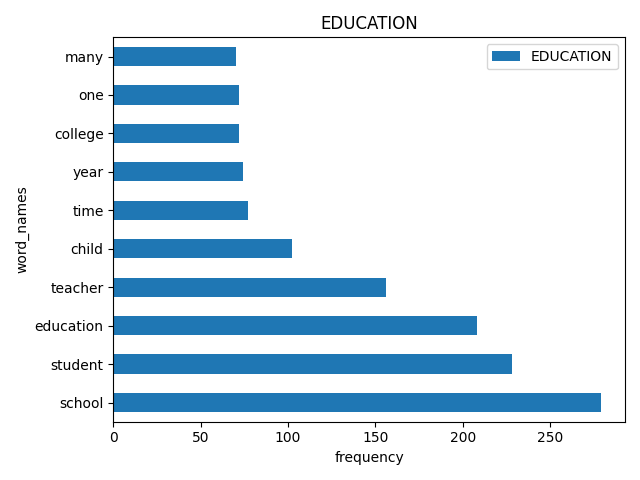 EDUCATION
EDUCATION
many
one
college
year
time
child
teacher
education
student
school
word_names
0 50 100 150 200 250
frequency